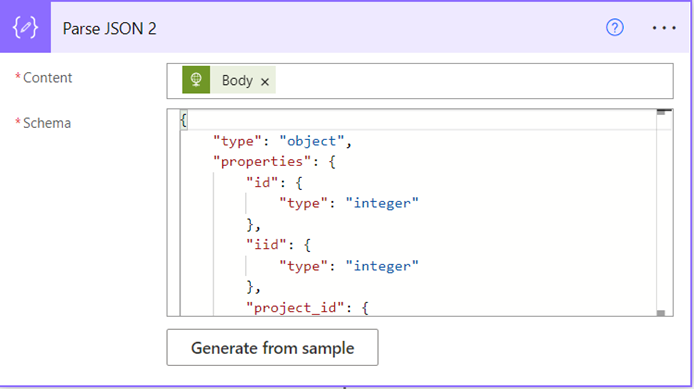 Parse JSON 2
* Content
Body ×
* Schema
{
"type": "object",
"properties": {
"id": {
"type": "integer"
},
"iid": {
"type": "integer"
},
"project_id": {
Generate from sample